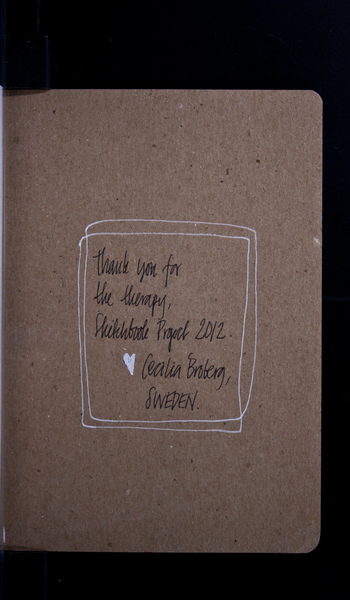 Thank you for
the therapy,
Sketchbook Project 2012.
Cecilia Broberg,
SWEDEN.